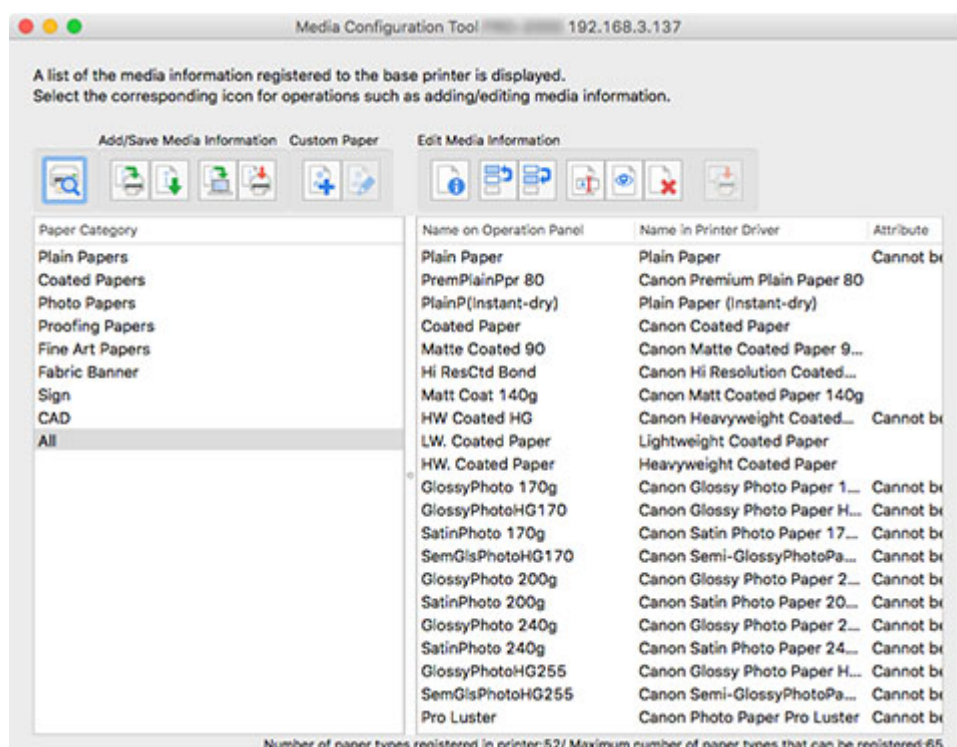 Media Configuration Tool 192.168.3.137
A list of the media information registered to the base printer is displayed.
Select the corresponding icon for operations such as adding/editing media information.
Add/Save Media Information Custom Paper Edit Media Information
Paper Category
Plain Papers
Coated Papers
Photo Papers
Proofing Papers
Fine Art Papers
Fabric Banner
Sign
CAD
All
Name on Operation Panel Name in Printer Driver Attribute
Plain Paper Plain Paper Cannot be
PremPlainPpr 80 Canon Premium Plain Paper 80
PlainP(Instant-dry) Plain Paper (Instant-dry)
Coated Paper Canon Coated Paper
Matte Coated 90 Canon Matte Coated Paper 9...
Hi ResCtd Bond Canon Hi Resolution Coated...
Matt Coat 140g Canon Matt Coated Paper 140g
HW Coated HG Canon Heavyweight Coated... Cannot be
LW. Coated Paper Lightweight Coated Paper
HW. Coated Paper Heavyweight Coated Paper
GlossyPhoto 170g Canon Glossy Photo Paper 1... Cannot be
GlossyPhotoHG170 Canon Glossy Photo Paper H... Cannot be
SatinPhoto 170g Canon Satin Photo Paper 17... Cannot be
SemGlsPhotoHG170 Canon Semi-GlossyPhotoPa... Cannot be
GlossyPhoto 200g Canon Glossy Photo Paper 2... Cannot be
SatinPhoto 200g Canon Satin Photo Paper 20... Cannot be
GlossyPhoto 240g Canon Glossy Photo Paper 2... Cannot be
SatinPhoto 240g Canon Satin Photo Paper 24... Cannot be
GlossyPhotoHG255 Canon Glossy Photo Paper H... Cannot be
SemGlsPhotoHG255 Canon Semi-GlossyPhotoPa... Cannot be
Pro Luster Canon Photo Paper Pro Luster Cannot be
Number of paper types registered in printer:52/ Maximum number of paper types that can be registered:65